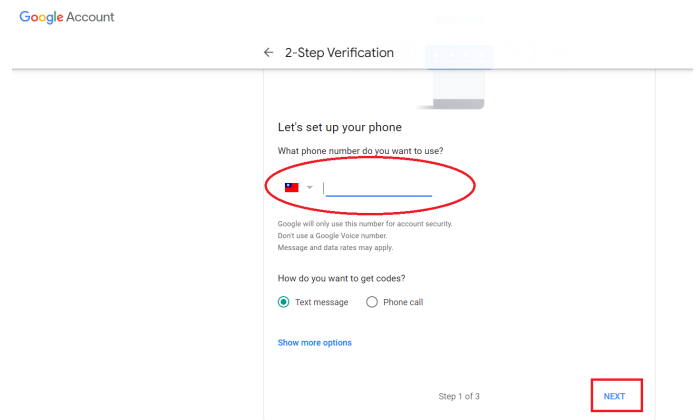 Google Account
2-Step Verification
Let's set up your phone
What phone number do you want to use?
Google will only use this number for account security.
Don't use a Google Voice number.
Message and data rates may apply.
How do you want to get codes?
Text message Phone call
Show more options
Step 1 of 3 NEXT